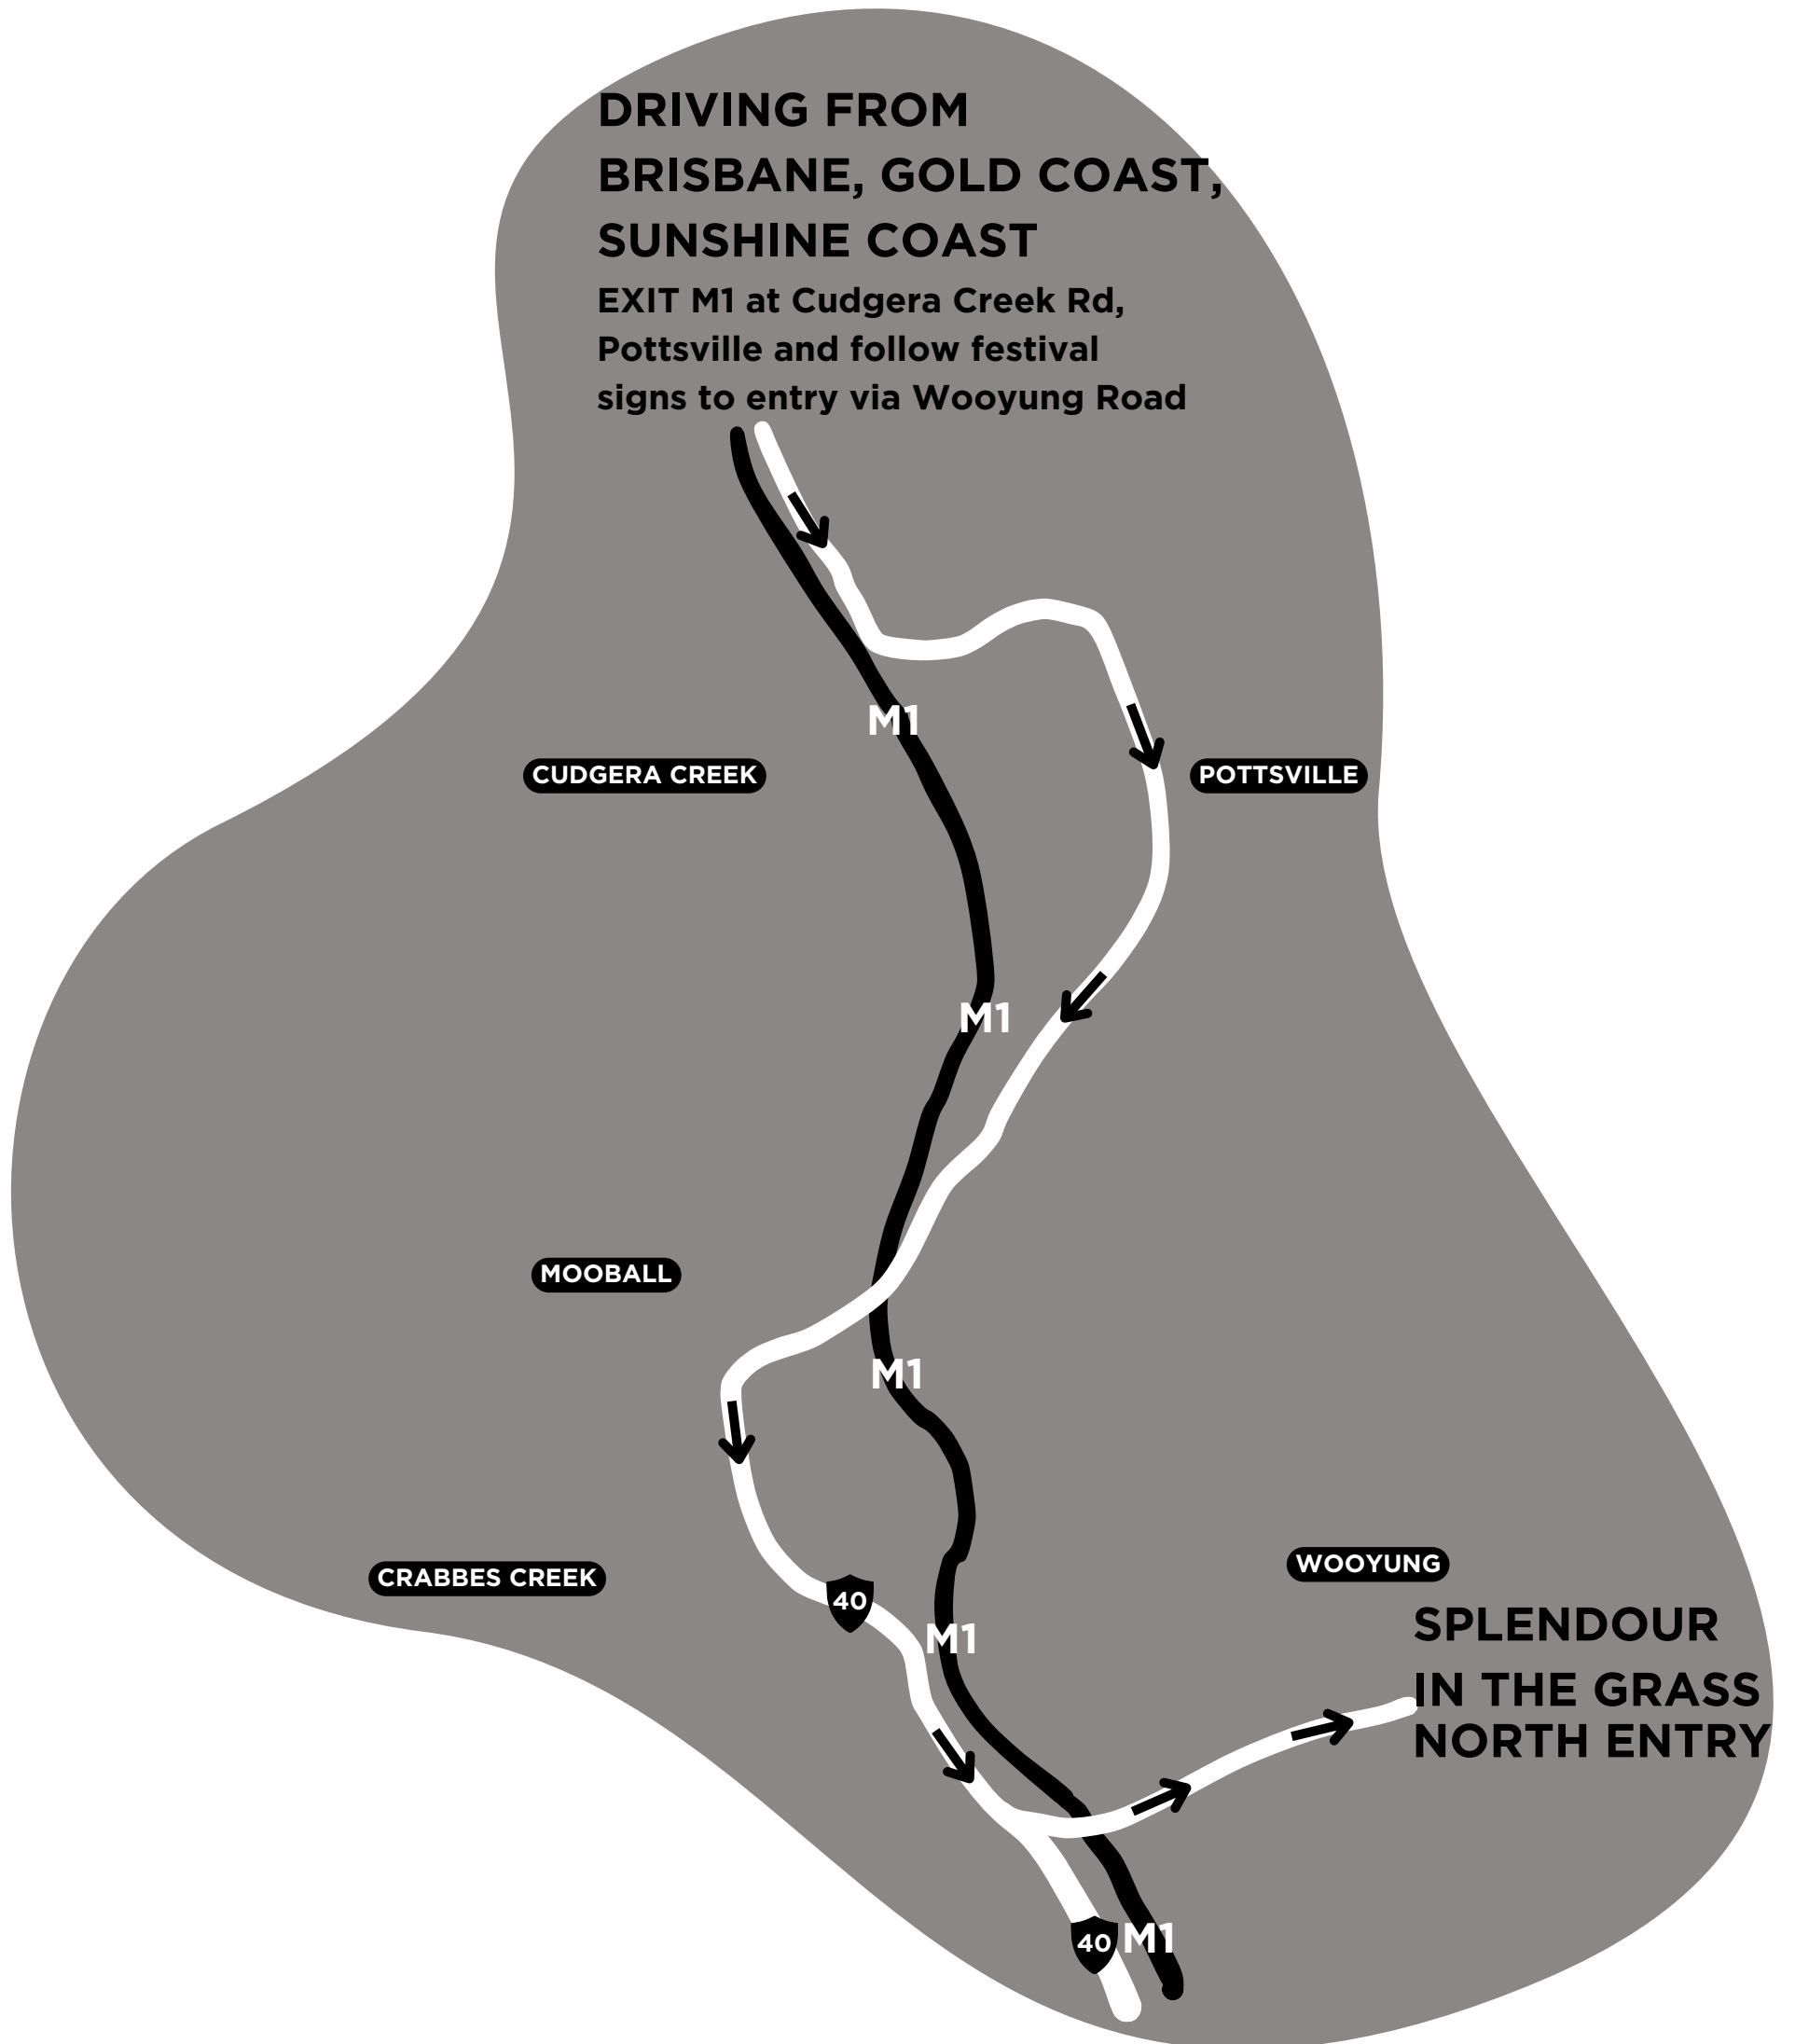 DRIVING FROM
BRISBANE, GOLD COAST,
SUNSHINE COAST
EXIT M1 at Cudgera Creek Rd,
Pottsville and follow festival
signs to entry via Wooyung Road
M1
CUDGERA CREEK
POTTSVILLE
M1
MOOBALL
M1
WOOYUNG
CRABBES CREEK
40
M1
SPLENDOUR
IN THE GRASS
NORTH ENTRY
40
M1